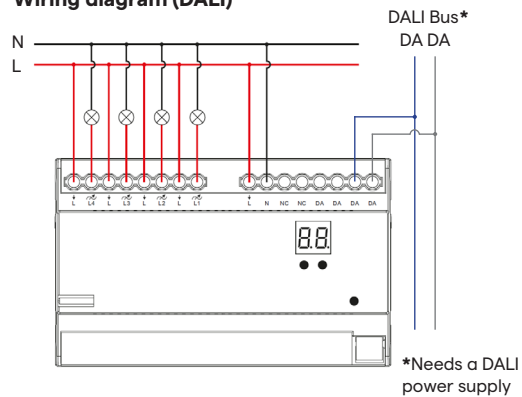 Wiring diagram (DALI)
DALI Bus*
DA DA
N
L
L L4 L L3 L L2 L L1
L N NC NC DA DA DA DA
8.8.
*Needs a DALI
power supply